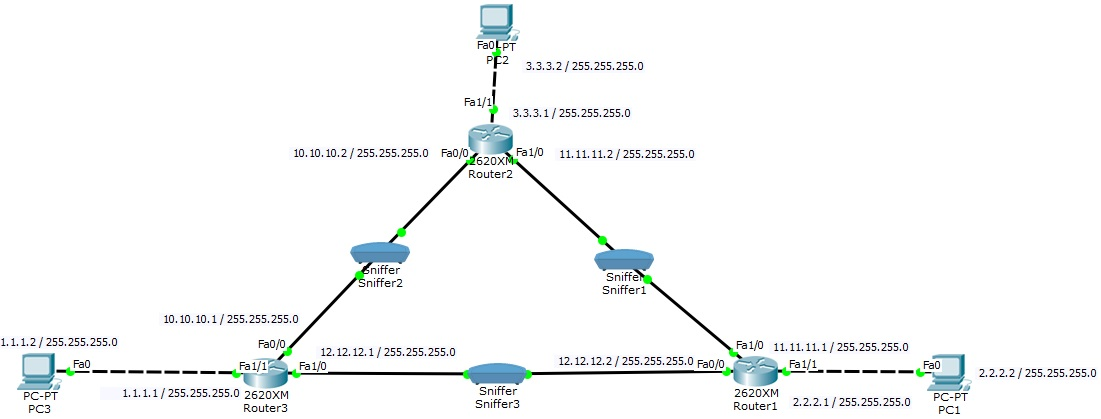 Fa0 -PT
PC2
3.3.3.2 / 255.255.255.0
Fa1/1
3.3.3.1 / 255.255.255.0
10.10.10.2 / 255.255.255.0
Fa0/0
Fa1/0
11.11.11.2 / 255.255.255.0
2620XM
Router2
Sniffer
Sniffer2
Sniffer
Sniffer1
10.10.10.1 / 255.255.255.0
1.1.1.2 / 255.255.255.0
Fa0/0
12.12.12.1 / 255.255.255.0
12.12.12.2 / 255.255.255.0
Fa1/0
11.11.11.1 / 255.255.255.0
Fa0
Fa1/1
Fa1/0
Fa0/0
Fa1/1
Fa0
2.2.2.2 / 255.255.255.0
PC-PT
PC3
1.1.1.1 / 255.255.255.0
2620XM
Router3
Sniffer
Sniffer3
2620XM
Router1
2.2.2.1 / 255.255.255.0
PC-PT
PC1